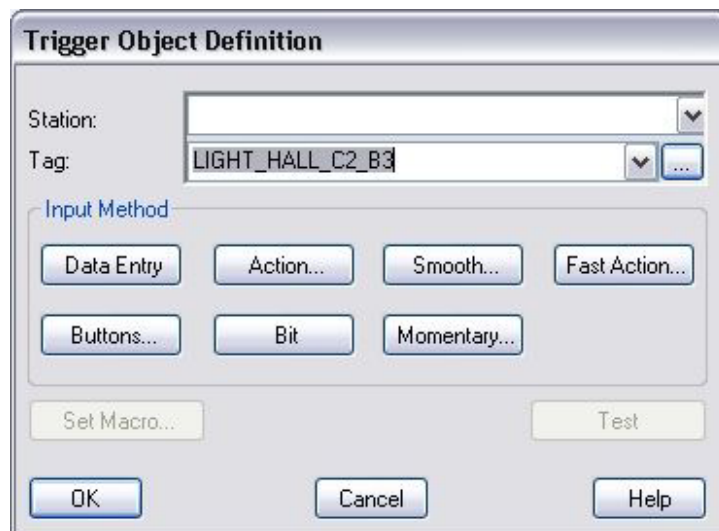 Trigger Object Definition
Station:
Tag: LIGHT_HALL_C2_B3 ...
Input Method
Data Entry Action... Smooth... Fast Action...
Buttons... Bit Momentary...
Set Macro... Test
OK Cancel Help